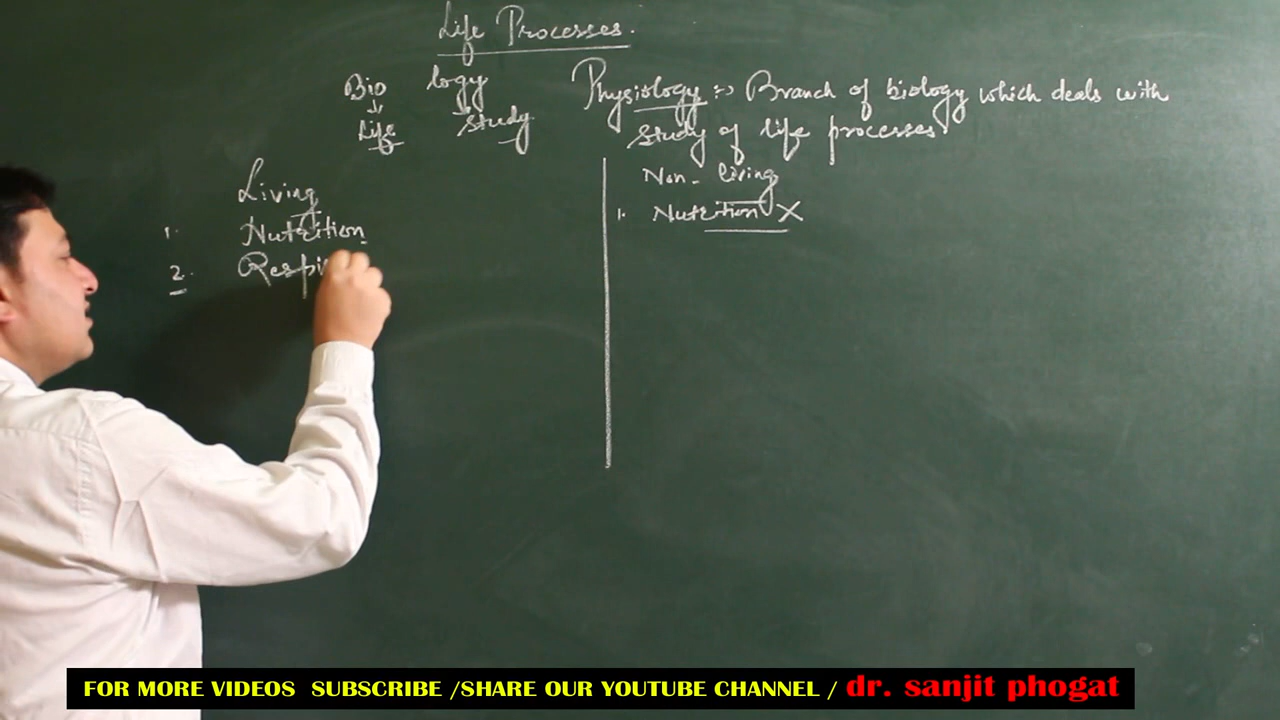 Life Processes.
Bio logy
Life study
Physiology :-> Branch of biology which deals with
study of life processes
Living
1. Nutrition
2. Respi
Non-living
1. Nutrition X
FOR MORE VIDEOS SUBSCRIBE /SHARE OUR YOUTUBE CHANNEL / dr. sanjit phogat